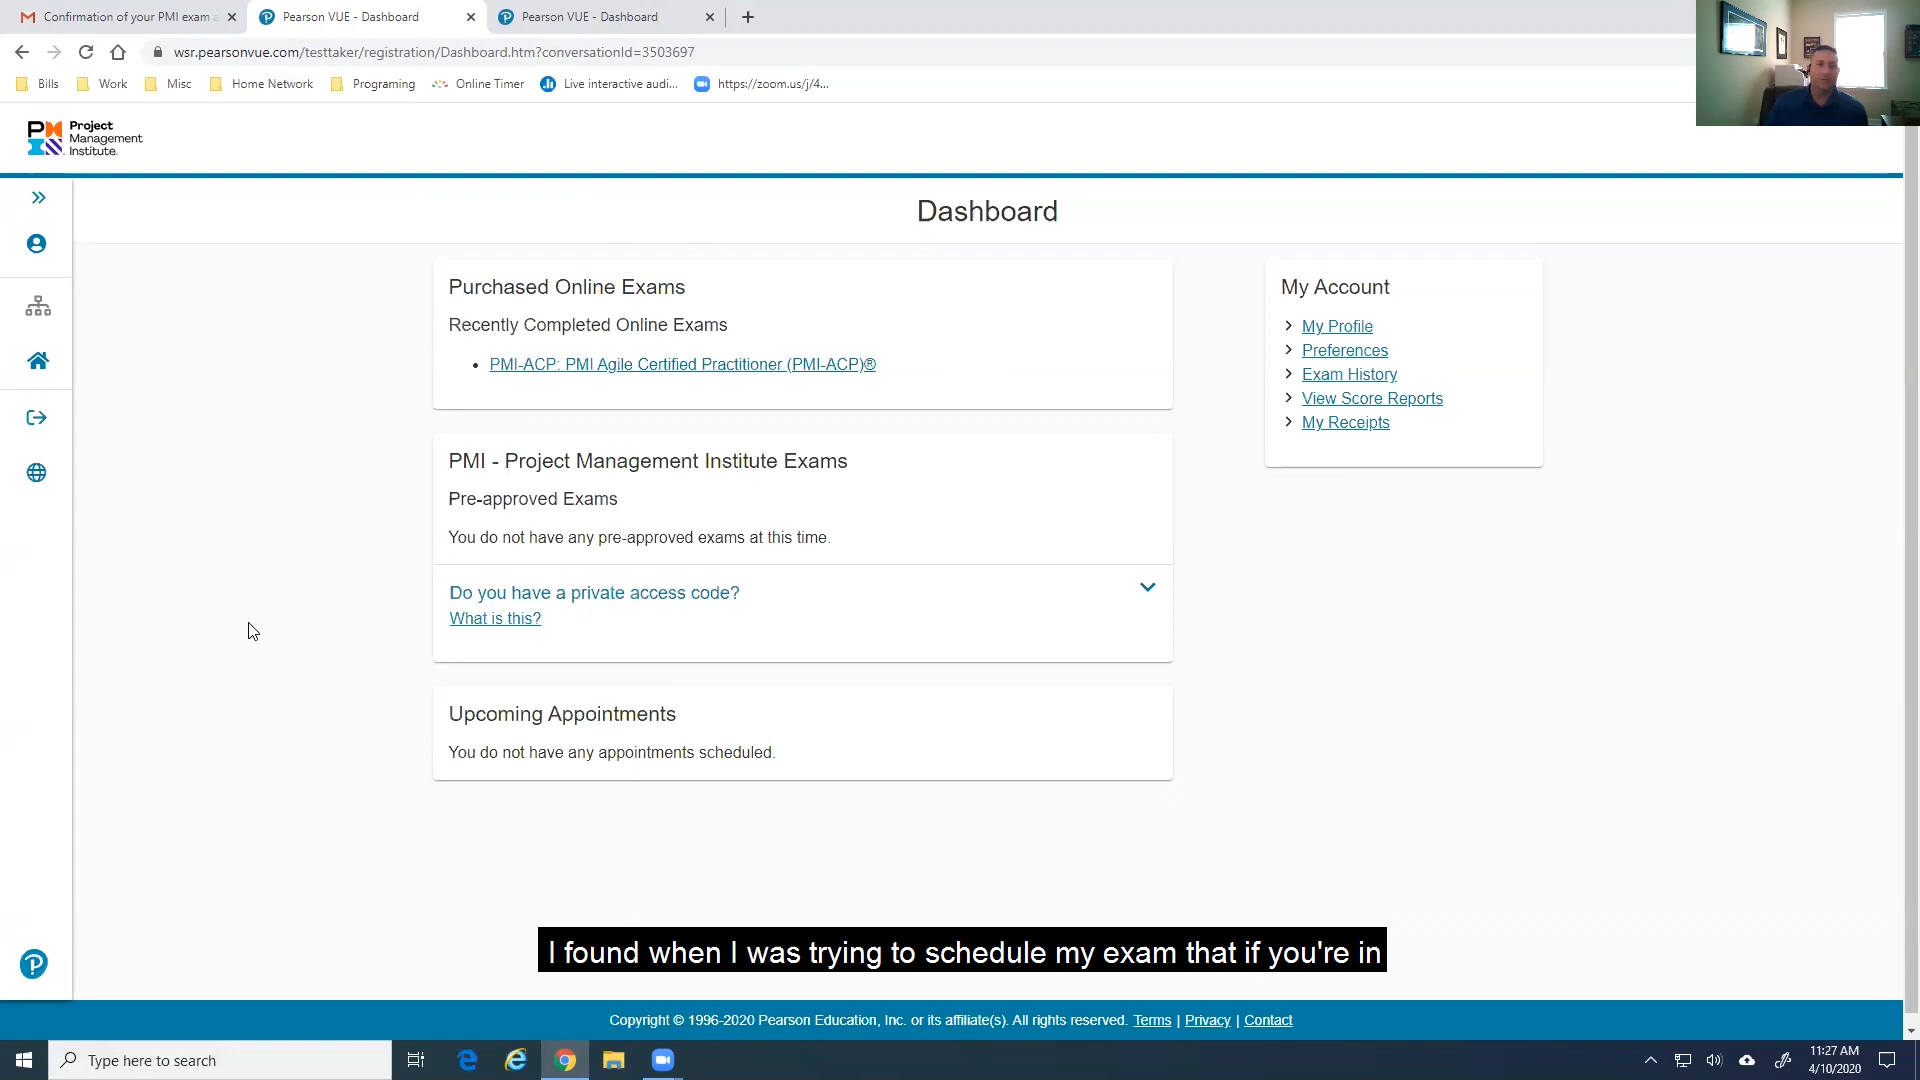 Confirmation of your PMI exam a
Pearson VUE - Dashboard
Pearson VUE - Dashboard
wsr.pearsonvue.com/testtaker/registration/Dashboard.htm?conversationId=3503697
Bills
Work
Misc
Home Network
Programing
Online Timer
Live interactive audi...
https://zoom.us/j/4...
Project
Management
Institute.
Dashboard
Purchased Online Exams
Recently Completed Online Exams
PMI-ACP: PMI Agile Certified Practitioner (PMI-ACP)®
PMI - Project Management Institute Exams
Pre-approved Exams
You do not have any pre-approved exams at this time.
Do you have a private access code?
What is this?
Upcoming Appointments
You do not have any appointments scheduled.
My Account
My Profile
Preferences
Exam History
View Score Reports
My Receipts
I found when I was trying to schedule my exam that if you're in
Copyright © 1996-2020 Pearson Education, Inc. or its affiliate(s). All rights reserved. Terms | Privacy | Contact
Type here to search
11:27 AM
4/10/2020